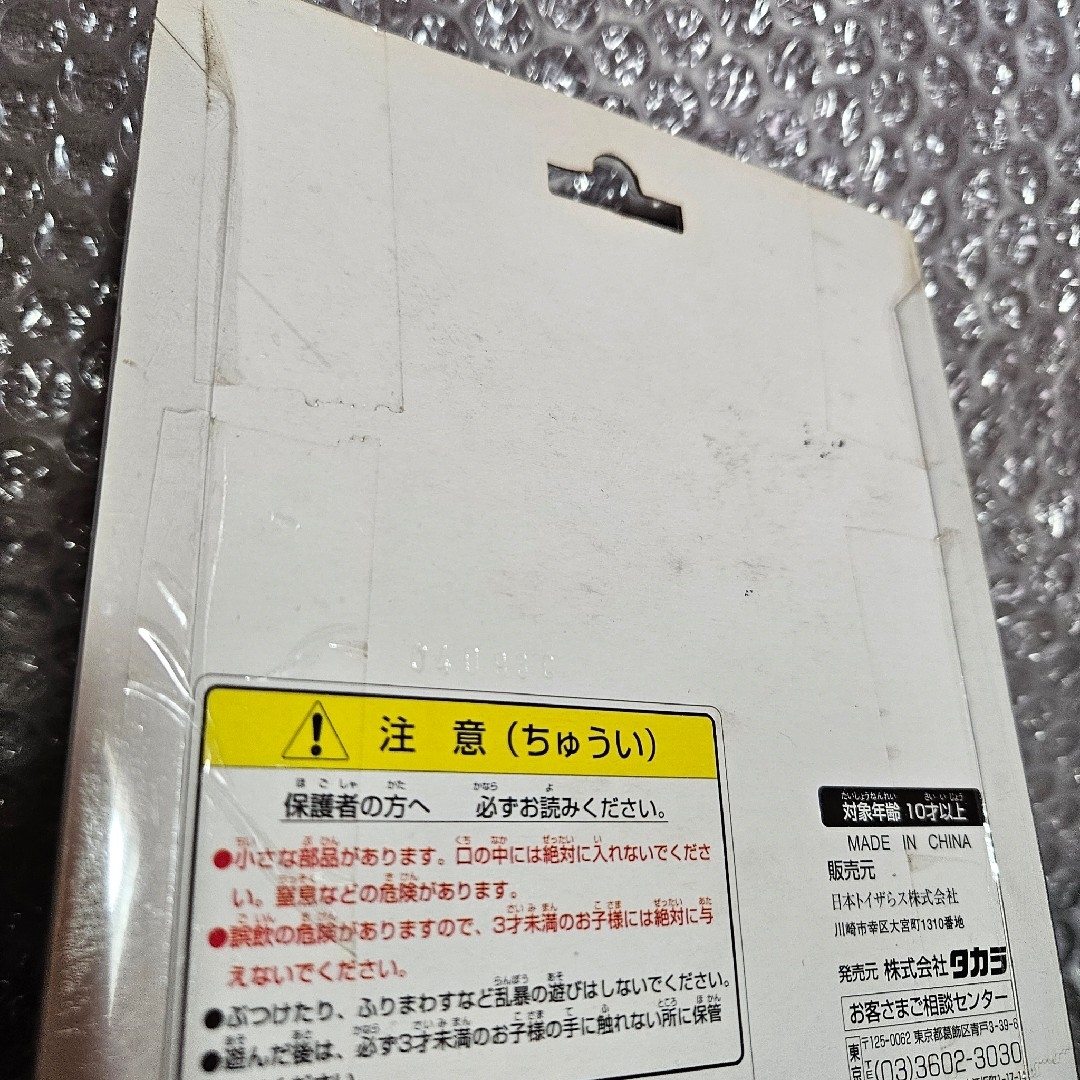 注意(ちゅうい)
保護者の方へ 必ずお読みください。
●小さな部品があります。口の中には絶対に入れないでくださ
い。窒息などの危険があります。
●誤飲の危険がありますので、3才未満のお子様には絶対に与
えないでください。
●ぶつけたり、ふりまわすなど乱暴の遊びはしないでください。
●遊んだ後は、必ず3才未満のお子様の手に触れない所に保管
対象年齢 10才以上
MADE IN CHINA
販売元
日本トイザらス株式会社
川崎市幸区大宮町1310番地
発売元 株式会社タカラ
お客さまご相談センター
東京
〒125-0062 東京都葛飾区青戸3-39-6
TEL(03)3602-3030